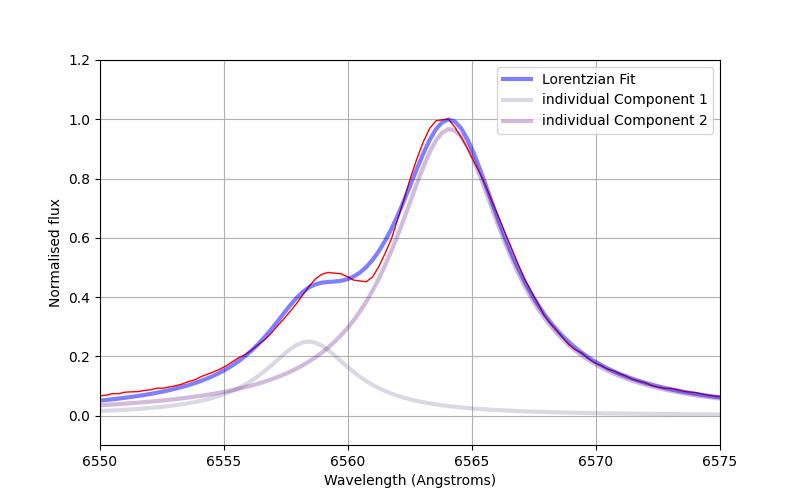 1.2
1.0
0.8
0.6
0.4
0.2
0.0
Normalised flux
Lorentzian Fit
individual Component 1
individual Component 2
6550 6555 6560 6565 6570 6575
Wavelength (Angstroms)